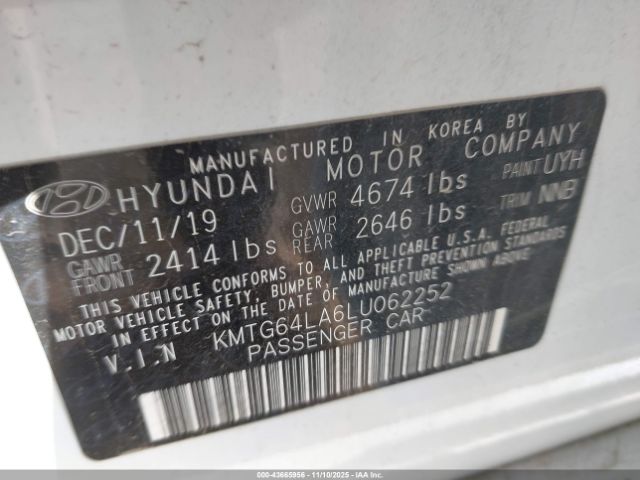 MANUFACTURED IN KOREA BY
HYUNDAI MOTOR COMPANY
DEC/11/19 GVWR 4674 lbs PAINT UYH
GAWR FRONT 2414 lbs GAWR REAR 2646 lbs TRIM NNB
THIS VEHICLE CONFORMS TO ALL APPLICABLE U.S.A. FEDERAL
MOTOR VEHICLE SAFETY, BUMPER, AND THEFT PREVENTION STANDARDS
IN EFFECT ON THE DATE OF MANUFACTURE SHOWN ABOVE
V.I.N KMTG64LA6LU062252
PASSENGER CAR
000-43665956 - 11/10/2025 - IAAI.COM